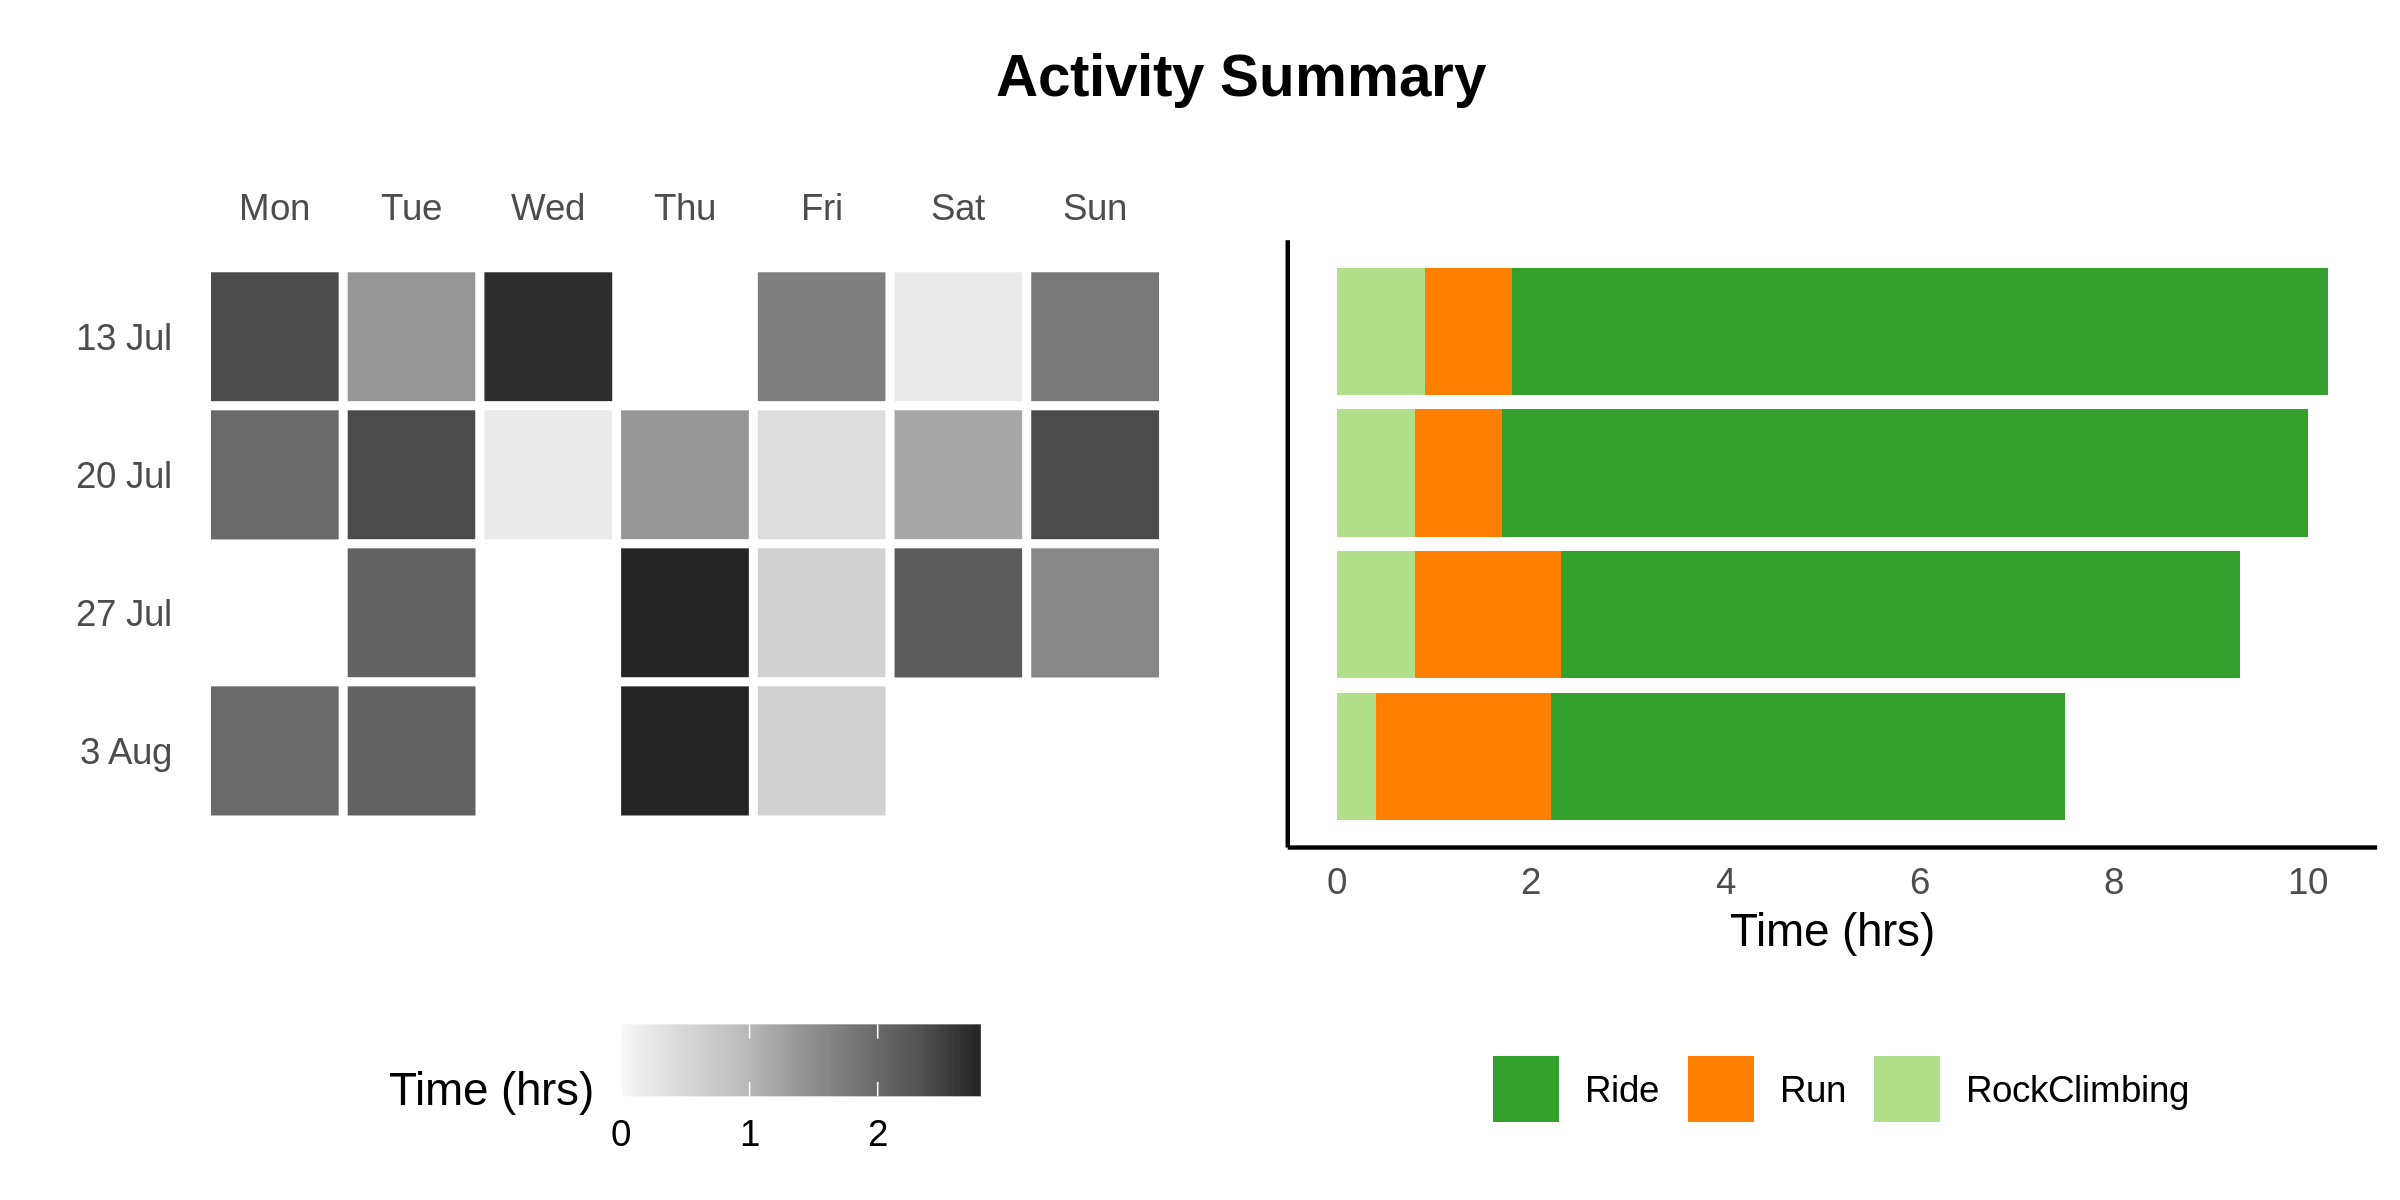 Activity Summary
Mon Tue Wed Thu Fri Sat Sun
13 Jul
20 Jul
27 Jul
3 Aug
0 2 4 6 8 10
Time (hrs)
Time (hrs)
0 1 2
Ride Run RockClimbing